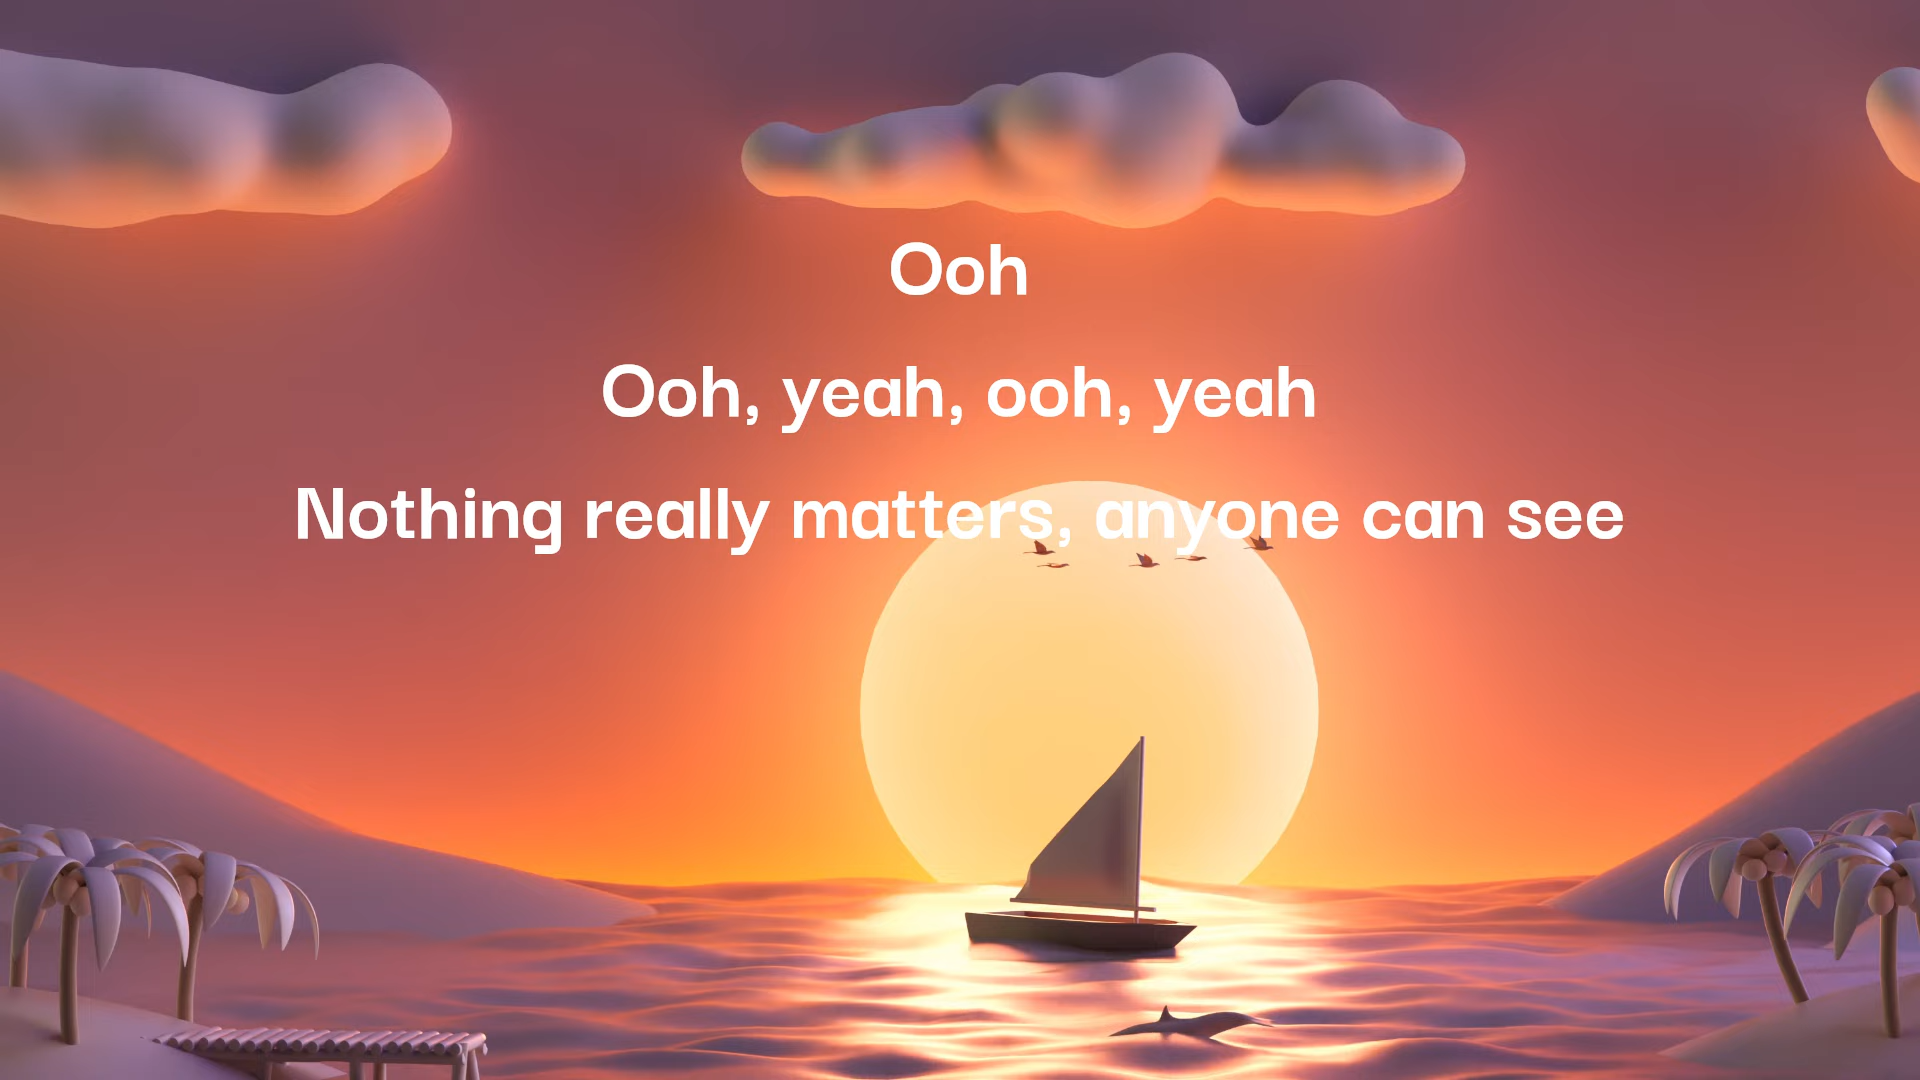 Ooh
Ooh, yeah, ooh, yeah
Nothing really matters, anyone can see